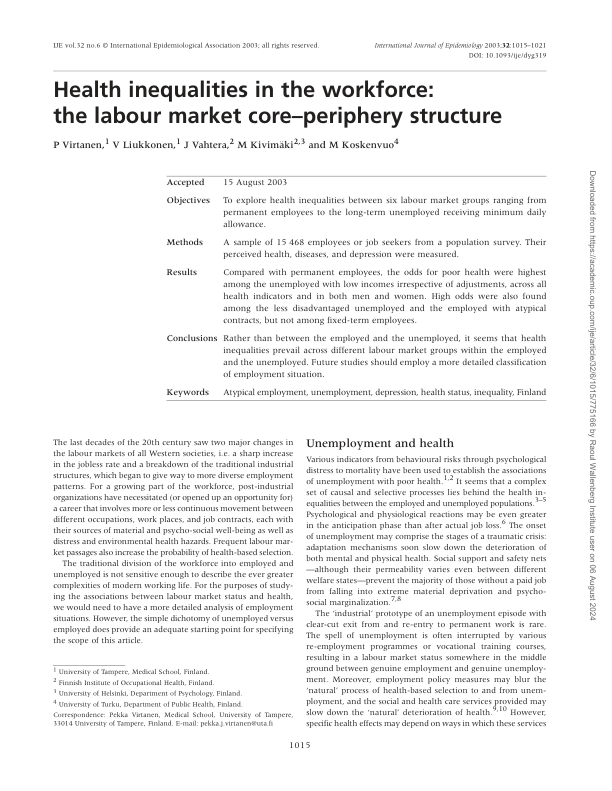 IJE vol.32 no.6 © International Epidemiological Association 2003; all rights reserved.
International Journal of Epidemiology 2003;32:1015–1021
DOI: 10.1093/ije/dyg319
Health inequalities in the workforce:
the labour market core–periphery structure
P Virtanen,1 V Liukkonen,1 J Vahtera,2 M Kivimäki2,3 and M Koskenvuo4
Accepted 15 August 2003
Objectives To explore health inequalities between six labour market groups ranging from
permanent employees to the long-term unemployed receiving minimum daily
allowance.
Methods A sample of 15 468 employees or job seekers from a population survey. Their
perceived health, diseases, and depression were measured.
Results Compared with permanent employees, the odds for poor health were highest
among the unemployed with low incomes irrespective of adjustments, across all
health indicators and in both men and women. High odds were also found
among the less disadvantaged unemployed and the employed with atypical
contracts, but not among fixed-term employees.
Conclusions Rather than between the employed and the unemployed, it seems that health
inequalities prevail across different labour market groups within the employed
and the unemployed. Future studies should employ a more detailed classification
of employment situation.
Keywords Atypical employment, unemployment, depression, health status, inequality, Finland
The last decades of the 20th century saw two major changes in
the labour markets of all Western societies, i.e. a sharp increase
in the jobless rate and a breakdown of the traditional industrial
structures, which began to give way to more diverse employment
patterns. For a growing part of the workforce, post-industrial
organizations have necessitated (or opened up an opportunity for)
a career that involves more or less continuous movement between
different occupations, work places, and job contracts, each with
their sources of material and psycho-social well-being as well as
distress and environmental health hazards. Frequent labour mar-
ket passages also increase the probability of health-based selection.
The traditional division of the workforce into employed and
unemployed is not sensitive enough to describe the ever greater
complexities of modern working life. For the purposes of study-
ing the associations between labour market status and health,
we would need to have a more detailed analysis of employment
situations. However, the simple dichotomy of unemployed versus
employed does provide an adequate starting point for specifying
the scope of this article.
1 University of Tampere, Medical School, Finland.
2 Finnish Institute of Occupational Health, Finland.
3 University of Helsinki, Department of Psychology, Finland.
4 University of Turku, Department of Public Health, Finland.
Correspondence: Pekka Virtanen, Medical School, University of Tampere,
33014 University of Tampere, Finland. E-mail: pekka.j.virtanen@uta.fi
Unemployment and health
Various indicators from behavioural risks through psychological
distress to mortality have been used to establish the associations
of unemployment with poor health.1,2 It seems that a complex
set of causal and selective processes lies behind the health in-
equalities between the employed and unemployed populations.3–5
Psychological and physiological reactions may be even greater
in the anticipation phase than after actual job loss.6 The onset
of unemployment may comprise the stages of a traumatic crisis:
adaptation mechanisms soon slow down the deterioration of
both mental and physical health. Social support and safety nets
—although their permeability varies even between different
welfare states—prevent the majority of those without a paid job
from falling into extreme material deprivation and psycho-
social marginalization.7,8
The ‘industrial’ prototype of an unemployment episode with
clear-cut exit from and re-entry to permanent work is rare.
The spell of unemployment is often interrupted by various
re-employment programmes or vocational training courses,
resulting in a labour market status somewhere in the middle
ground between genuine employment and genuine unemploy-
ment. Moreover, employment policy measures may blur the
‘natural’ process of health-based selection to and from unem-
ployment, and the social and health care services provided may
slow down the ‘natural’ deterioration of health.9,10 However,
specific health effects may depend on ways in which these services
1015
Downloaded from https://academic.oup.com/ije/article/32/6/1015/775166 by Raoul Wallenberg Institute user on 06 August 2024